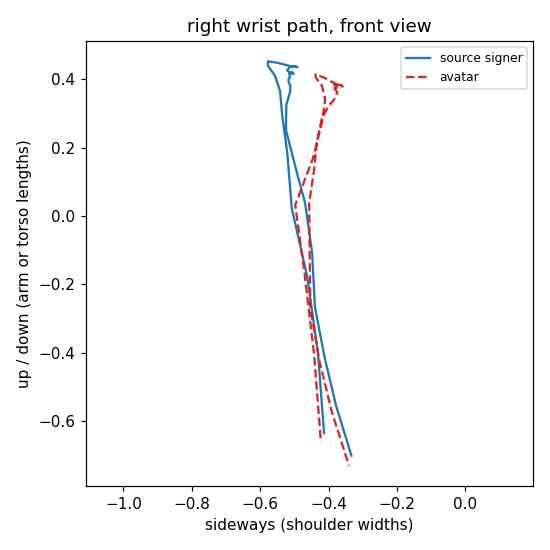 right wrist path, front view
source signer
avatar
up / down (arm or torso lengths)
0.4
0.2
0.0
−0.2
−0.4
−0.6
−1.0 −0.8 −0.6 −0.4 −0.2 0.0
sideways (shoulder widths)